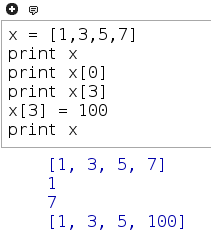 x = [1,3,5,7]
print x
print x[0]
print x[3]
x[3] = 100
print x
[1, 3, 5, 7]
1
7
[1, 3, 5, 100]